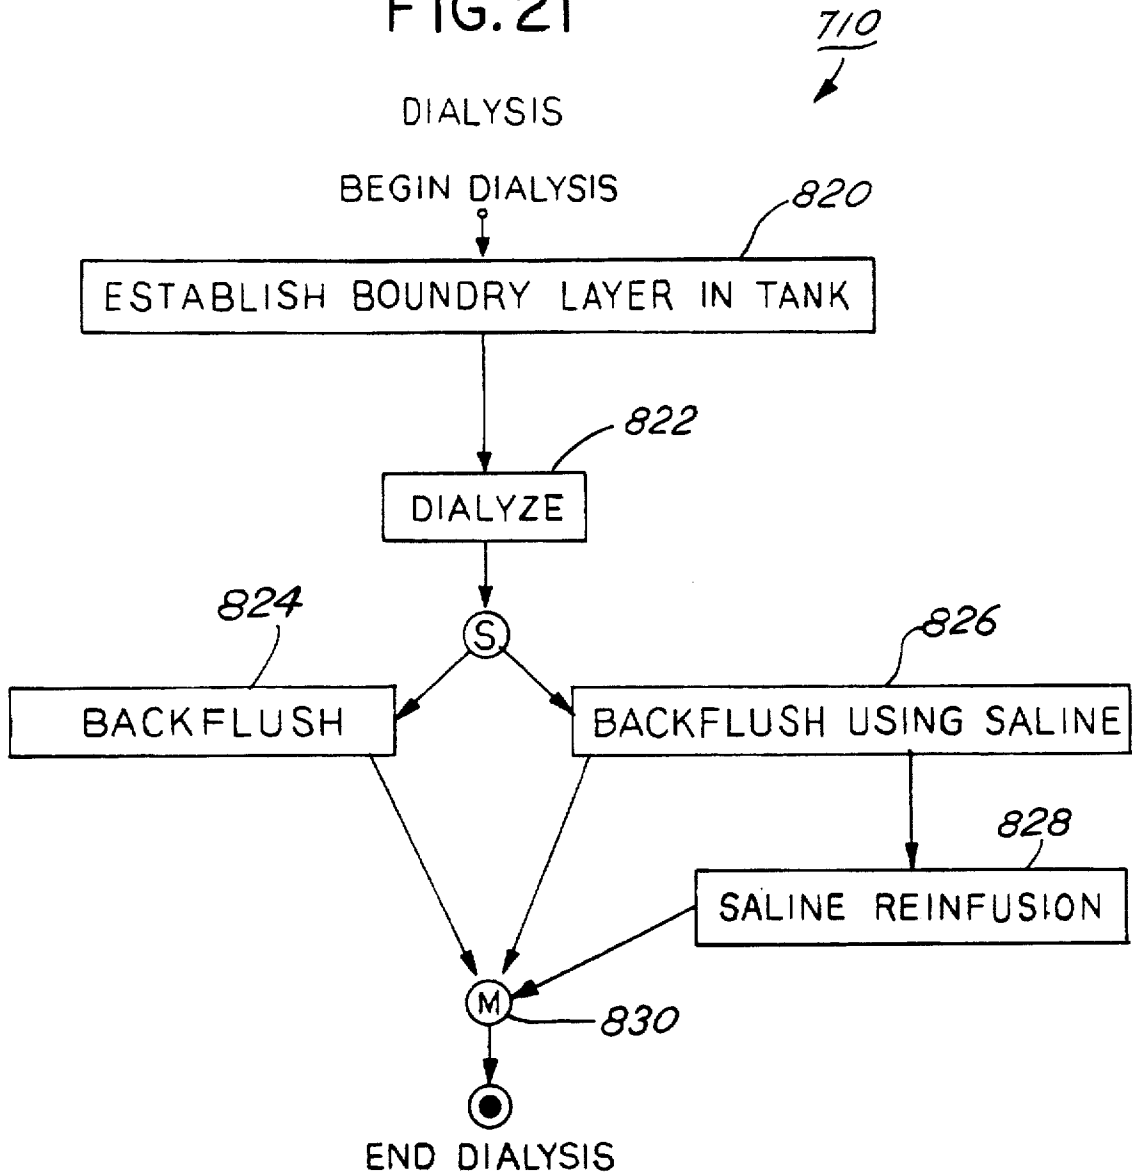 FIG. 21
710
DIALYSIS
BEGIN DIALYSIS
820
ESTABLISH BOUNDRY LAYER IN TANK
822
DIALYZE
S
824
826
BACKFLUSH
BACKFLUSH USING SALINE
828
SALINE REINFUSION
M
830
END DIALYSIS